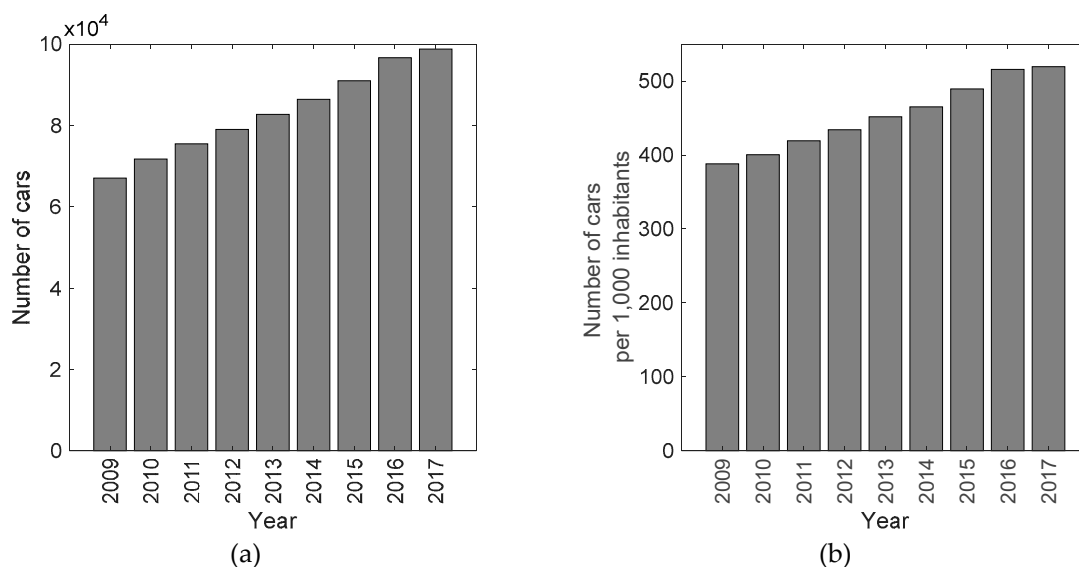 ×10⁴
10
8
6
4
2
0
Number of cars
2009 2010 2011 2012 2013 2014 2015 2016 2017
Year
(a)
500
400
300
200
100
0
Number of cars
per 1,000 inhabitants
2009 2010 2011 2012 2013 2014 2015 2016 2017
Year
(b)